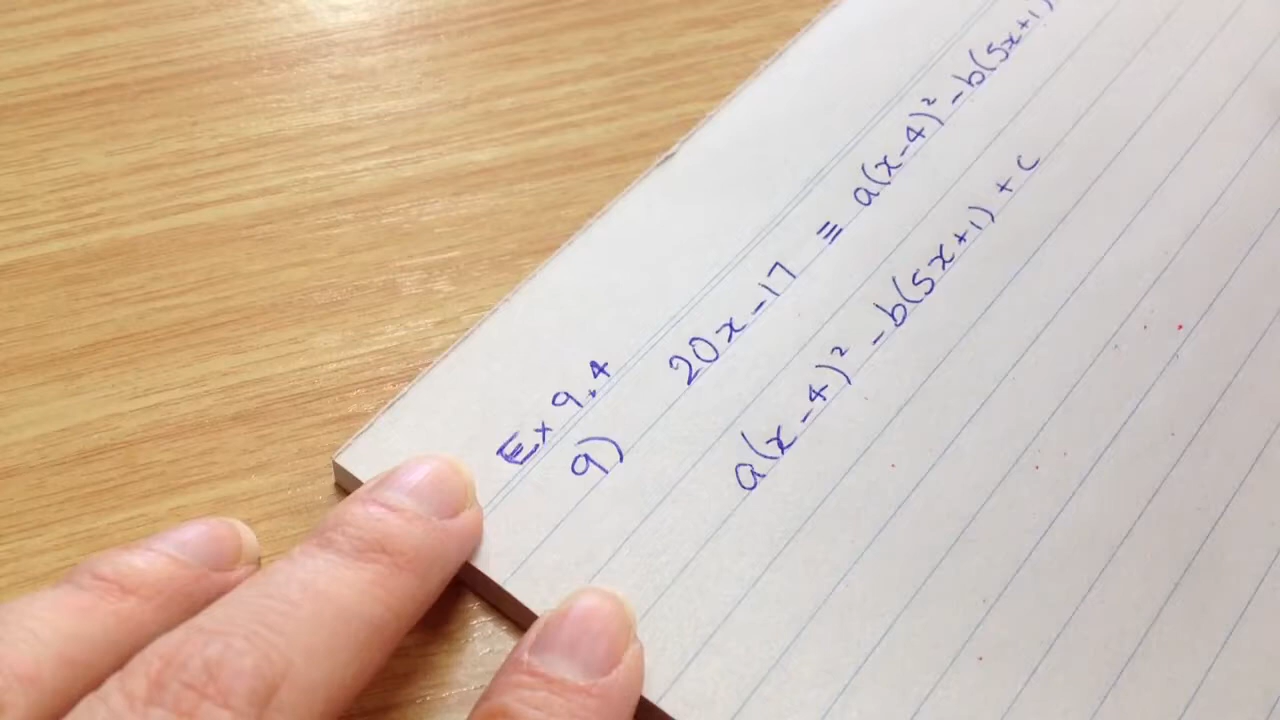 Ex 9.4
9) 20x - 17 ≡ a(x-4)² - b(5x+1)
a(x-4)² - b(5x+1) + c